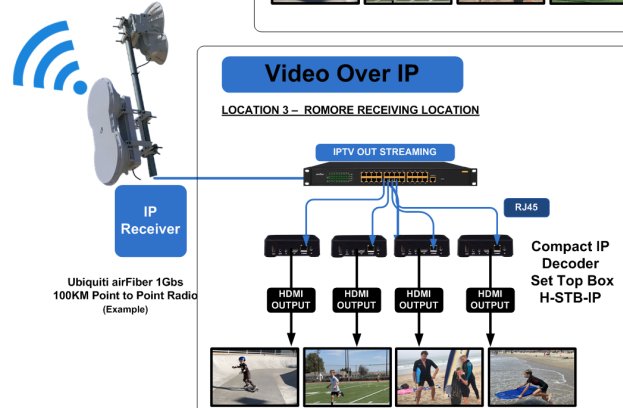 Video Over IP
LOCATION 3 – ROMORE RECEIVING LOCATION
IPTV OUT STREAMING
RJ45
IP
Receiver
Ubiquiti airFiber 1Gbs
100KM Point to Point Radio
(Example)
Compact IP
Decoder
Set Top Box
H-STB-IP
HDMI
OUTPUT
HDMI
OUTPUT
HDMI
OUTPUT
HDMI
OUTPUT